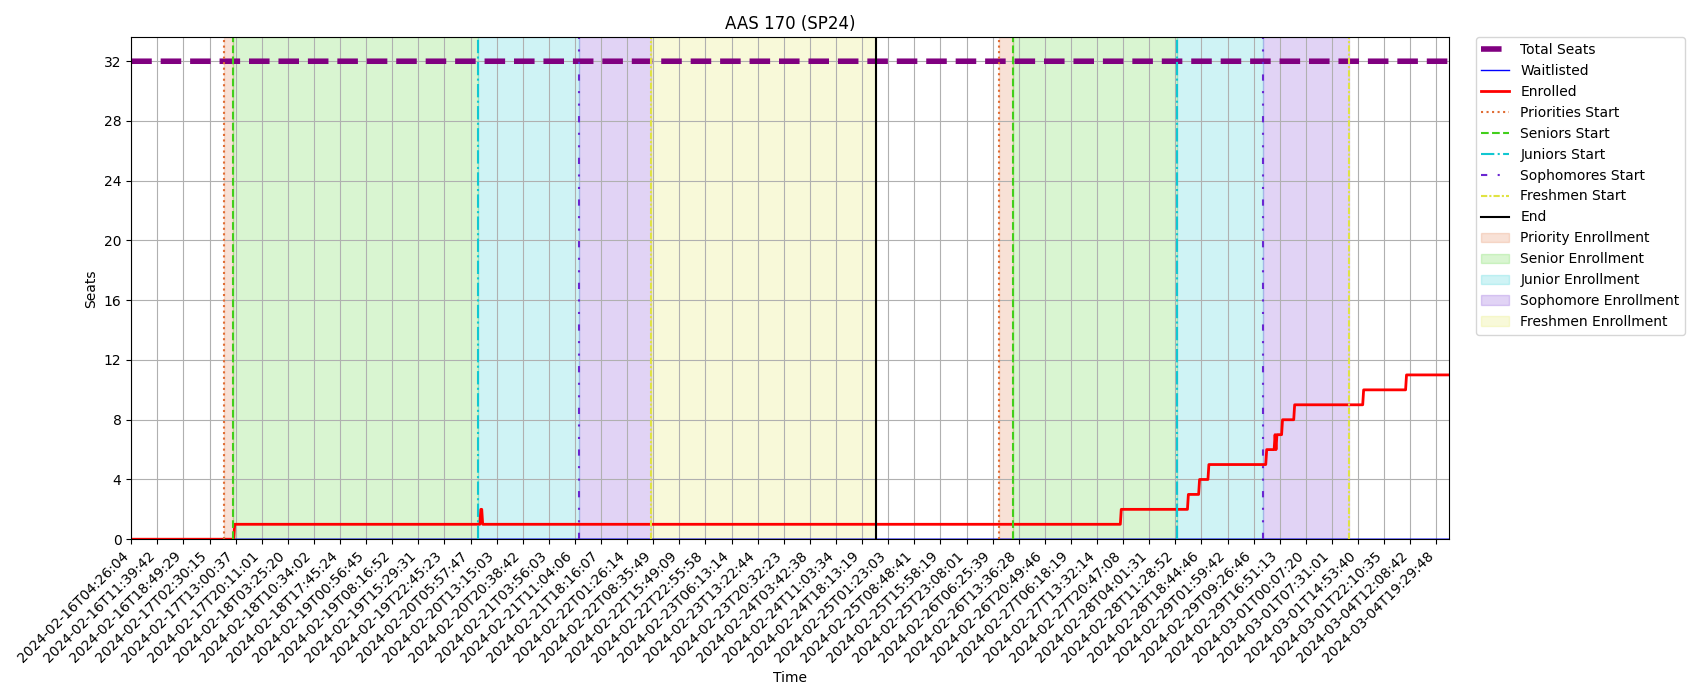 AAS 170 (SP24)
Seats
32
28
24
20
16
12
8
4
0
2024-02-16T04:26:04
2024-02-16T11:39:42
2024-02-16T18:49:29
2024-02-17T02:30:15
2024-02-17T13:00:37
2024-02-17T20:11:01
2024-02-18T03:25:20
2024-02-18T10:34:02
2024-02-18T17:45:24
2024-02-19T00:56:45
2024-02-19T08:16:52
2024-02-19T15:29:31
2024-02-19T22:45:23
2024-02-20T05:57:47
2024-02-20T13:15:03
2024-02-20T20:38:42
2024-02-21T03:56:03
2024-02-21T11:04:06
2024-02-21T18:16:07
2024-02-22T01:26:14
2024-02-22T08:35:49
2024-02-22T15:49:09
2024-02-22T22:55:58
2024-02-23T06:13:14
2024-02-23T13:22:44
2024-02-23T20:32:23
2024-02-24T03:42:38
2024-02-24T11:03:34
2024-02-24T18:13:19
2024-02-25T01:23:03
2024-02-25T08:48:41
2024-02-25T15:58:19
2024-02-25T23:08:01
2024-02-26T06:25:39
2024-02-26T13:36:28
2024-02-26T20:49:46
2024-02-27T06:18:19
2024-02-27T13:32:14
2024-02-27T20:47:08
2024-02-28T04:01:31
2024-02-28T11:28:52
2024-02-28T18:44:46
2024-02-29T01:59:42
2024-02-29T09:26:46
2024-02-29T16:51:13
2024-03-01T00:07:20
2024-03-01T07:31:01
2024-03-01T14:53:40
2024-03-01T22:10:35
2024-03-04T12:08:42
2024-03-04T19:29:48
Time
Total Seats
Waitlisted
Enrolled
Priorities Start
Seniors Start
Juniors Start
Sophomores Start
Freshmen Start
End
Priority Enrollment
Senior Enrollment
Junior Enrollment
Sophomore Enrollment
Freshmen Enrollment